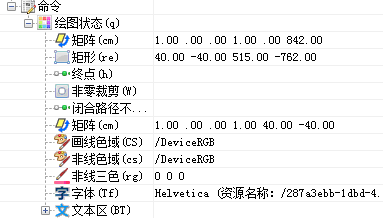 命令
绘图状态(q)
矩阵(cm) 1.00 .00 .00 1.00 .00 842.00
矩形(re) 40.00 -40.00 515.00 -762.00
终点(h)
非零裁剪(W)
闭合路径不...
矩阵(cm) 1.00 .00 .00 1.00 40.00 -40.00
画线色域(CS) /DeviceRGB
非线色域(cs) /DeviceRGB
非线三色(rg) 0 0 0
字体(Tf) Helvetica (资源名称: /287a3ebb-1dbd-4.
文本区(BT)